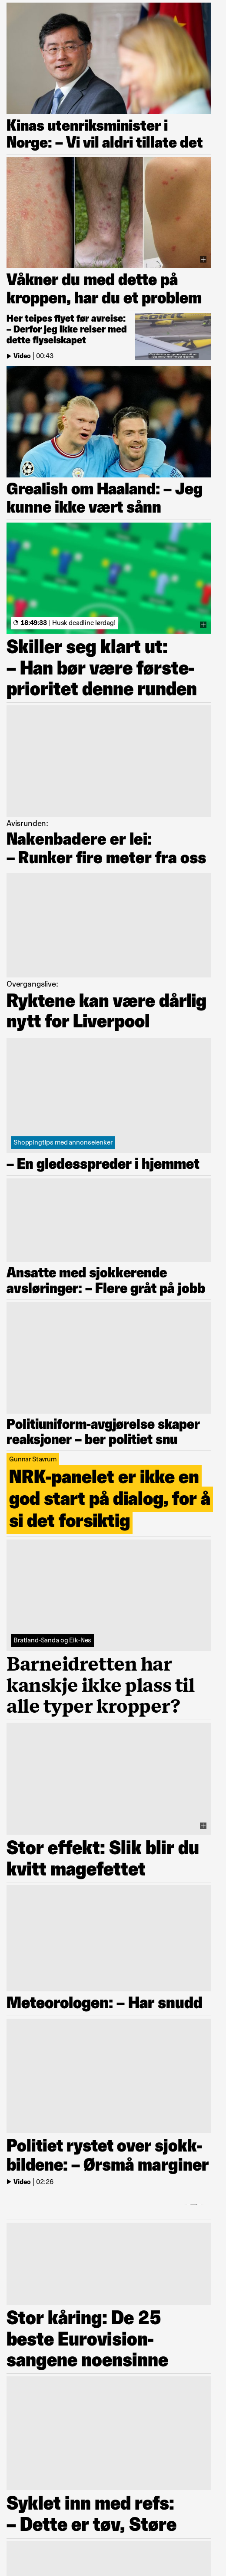 Kinas utenriksminister i
Norge: – Vi vil aldri tillate det
Våkner du med dette på
kroppen, har du et problem
Her teipes flyet før avreise:
– Derfor jeg ikke reiser med
dette flyselskapet
Video | 00:43
Grealish om Haaland: – Jeg
kunne ikke vært sånn
18:49:33 | Husk deadline lørdag!
Skiller seg klart ut:
– Han bør være første-
prioritet denne runden
Avisrunden:
Nakenbadere er lei:
– Runker fire meter fra oss
Overgangslive:
Ryktene kan være dårlig
nytt for Liverpool
Shoppingtips med annonselenker
– En gledesspreder i hjemmet
Ansatte med sjokkerende
avsløringer: – Flere gråt på jobb
Politiuniform-avgjørelse skaper
reaksjoner – ber politiet snu
Gunnar Stavrum
NRK-panelet er ikke en
god start på dialog, for å
si det forsiktig
Bratland-Sanda og Eik-Nes
Barneidretten har
kanskje ikke plass til
alle typer kropper?
Stor effekt: Slik blir du
kvitt magefettet
Meteorologen: – Har snudd
Politiet rystet over sjokk-
bildene: – Ørsmå marginer
Video | 02:26
Stor kåring: De 25
beste Eurovision-
sangene noensinne
Syklet inn med refs:
– Dette er tøv, Støre